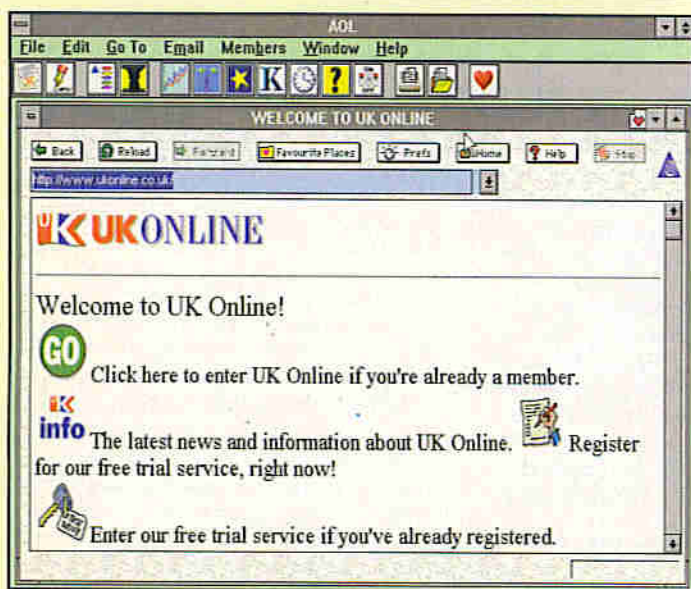 AOL
File Edit Go To Email Members Window Help
K ?
WELCOME TO UK ONLINE
Back Reload Forward Favourite Places Prefs Home ? Help Stop
http://www.ukonline.co.uk/
UK UKONLINE
Welcome to UK Online!
GO Click here to enter UK Online if you're already a member.
UK info The latest news and information about UK Online. Register
for our free trial service, right now!
Enter our free trial service if you've already registered.